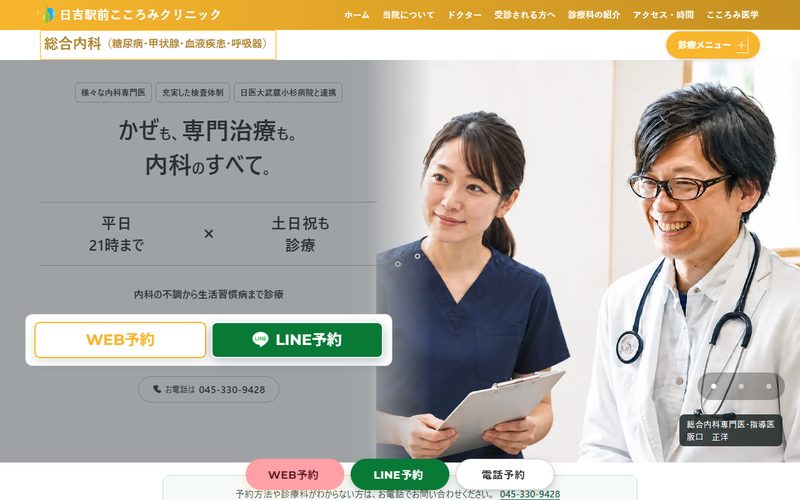 日吉駅前こころみクリニック
ホーム 当院について ドクター 受診される方へ 診療科の紹介 アクセス・時間 こころみ医学
総合内科（糖尿病・甲状腺・血液疾患・呼吸器）
診療メニュー
様々な内科専門医 充実した検査体制 日医大武蔵小杉病院と連携
かぜも、専門治療も。
内科のすべて。
平日
21時まで
×
土日祝も
診療
内科の不調から生活習慣病まで診療
WEB予約 LINE LINE予約
お電話は 045-330-9428
総合内科専門医・指導医
阪口 正洋
WEB予約 LINE予約 電話予約
予約方法や診療科がわからない方は、お電話でお問い合わせください。 045-330-9428